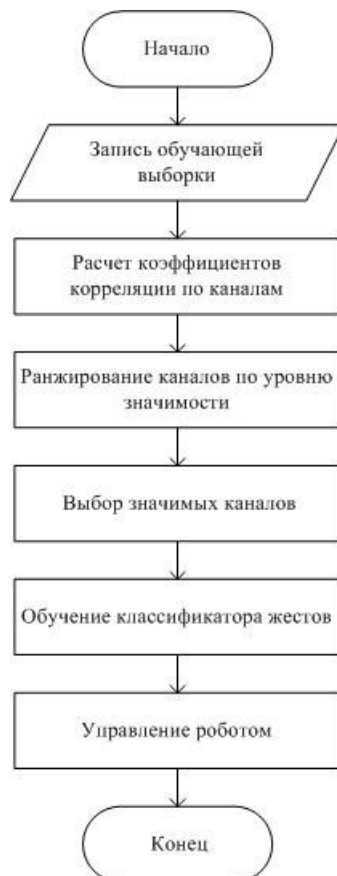 Начало
Запись обучающей
выборки
Расчет коэффициентов
корреляции по каналам
Ранжирование каналов по уровню
значимости
Выбор значимых каналов
Обучение классификатора жестов
Управление роботом
Конец